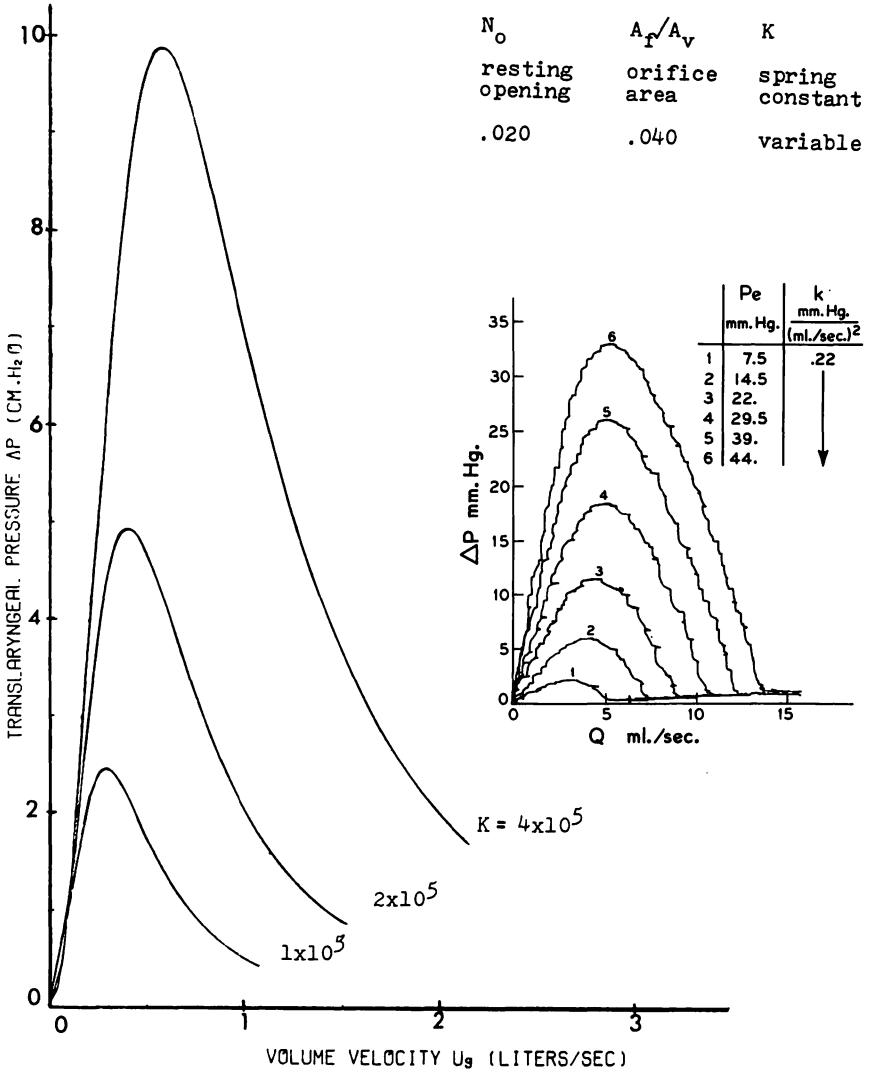 N₀ A_f/A_v K
resting orifice spring
opening area constant
.020 .040 variable
10
8
6
4
2
0
TRANSLARYNGEAL PRESSURE ΔP (CM.H₂O)
K = 4x10⁵
2x10⁵
1x10⁵
0 1 2 3
VOLUME VELOCITY Ug (LITERS/SEC)
Pe k
mm.Hg. mm.Hg.
(ml./sec.)²
1 7.5 .22
2 14.5
3 22.
4 29.5
5 39.
6 44.
35
30
25
20
15
10
5
0
ΔP mm.Hg.
6
5
4
3
2
1
0 5 10 15
Q ml./sec.